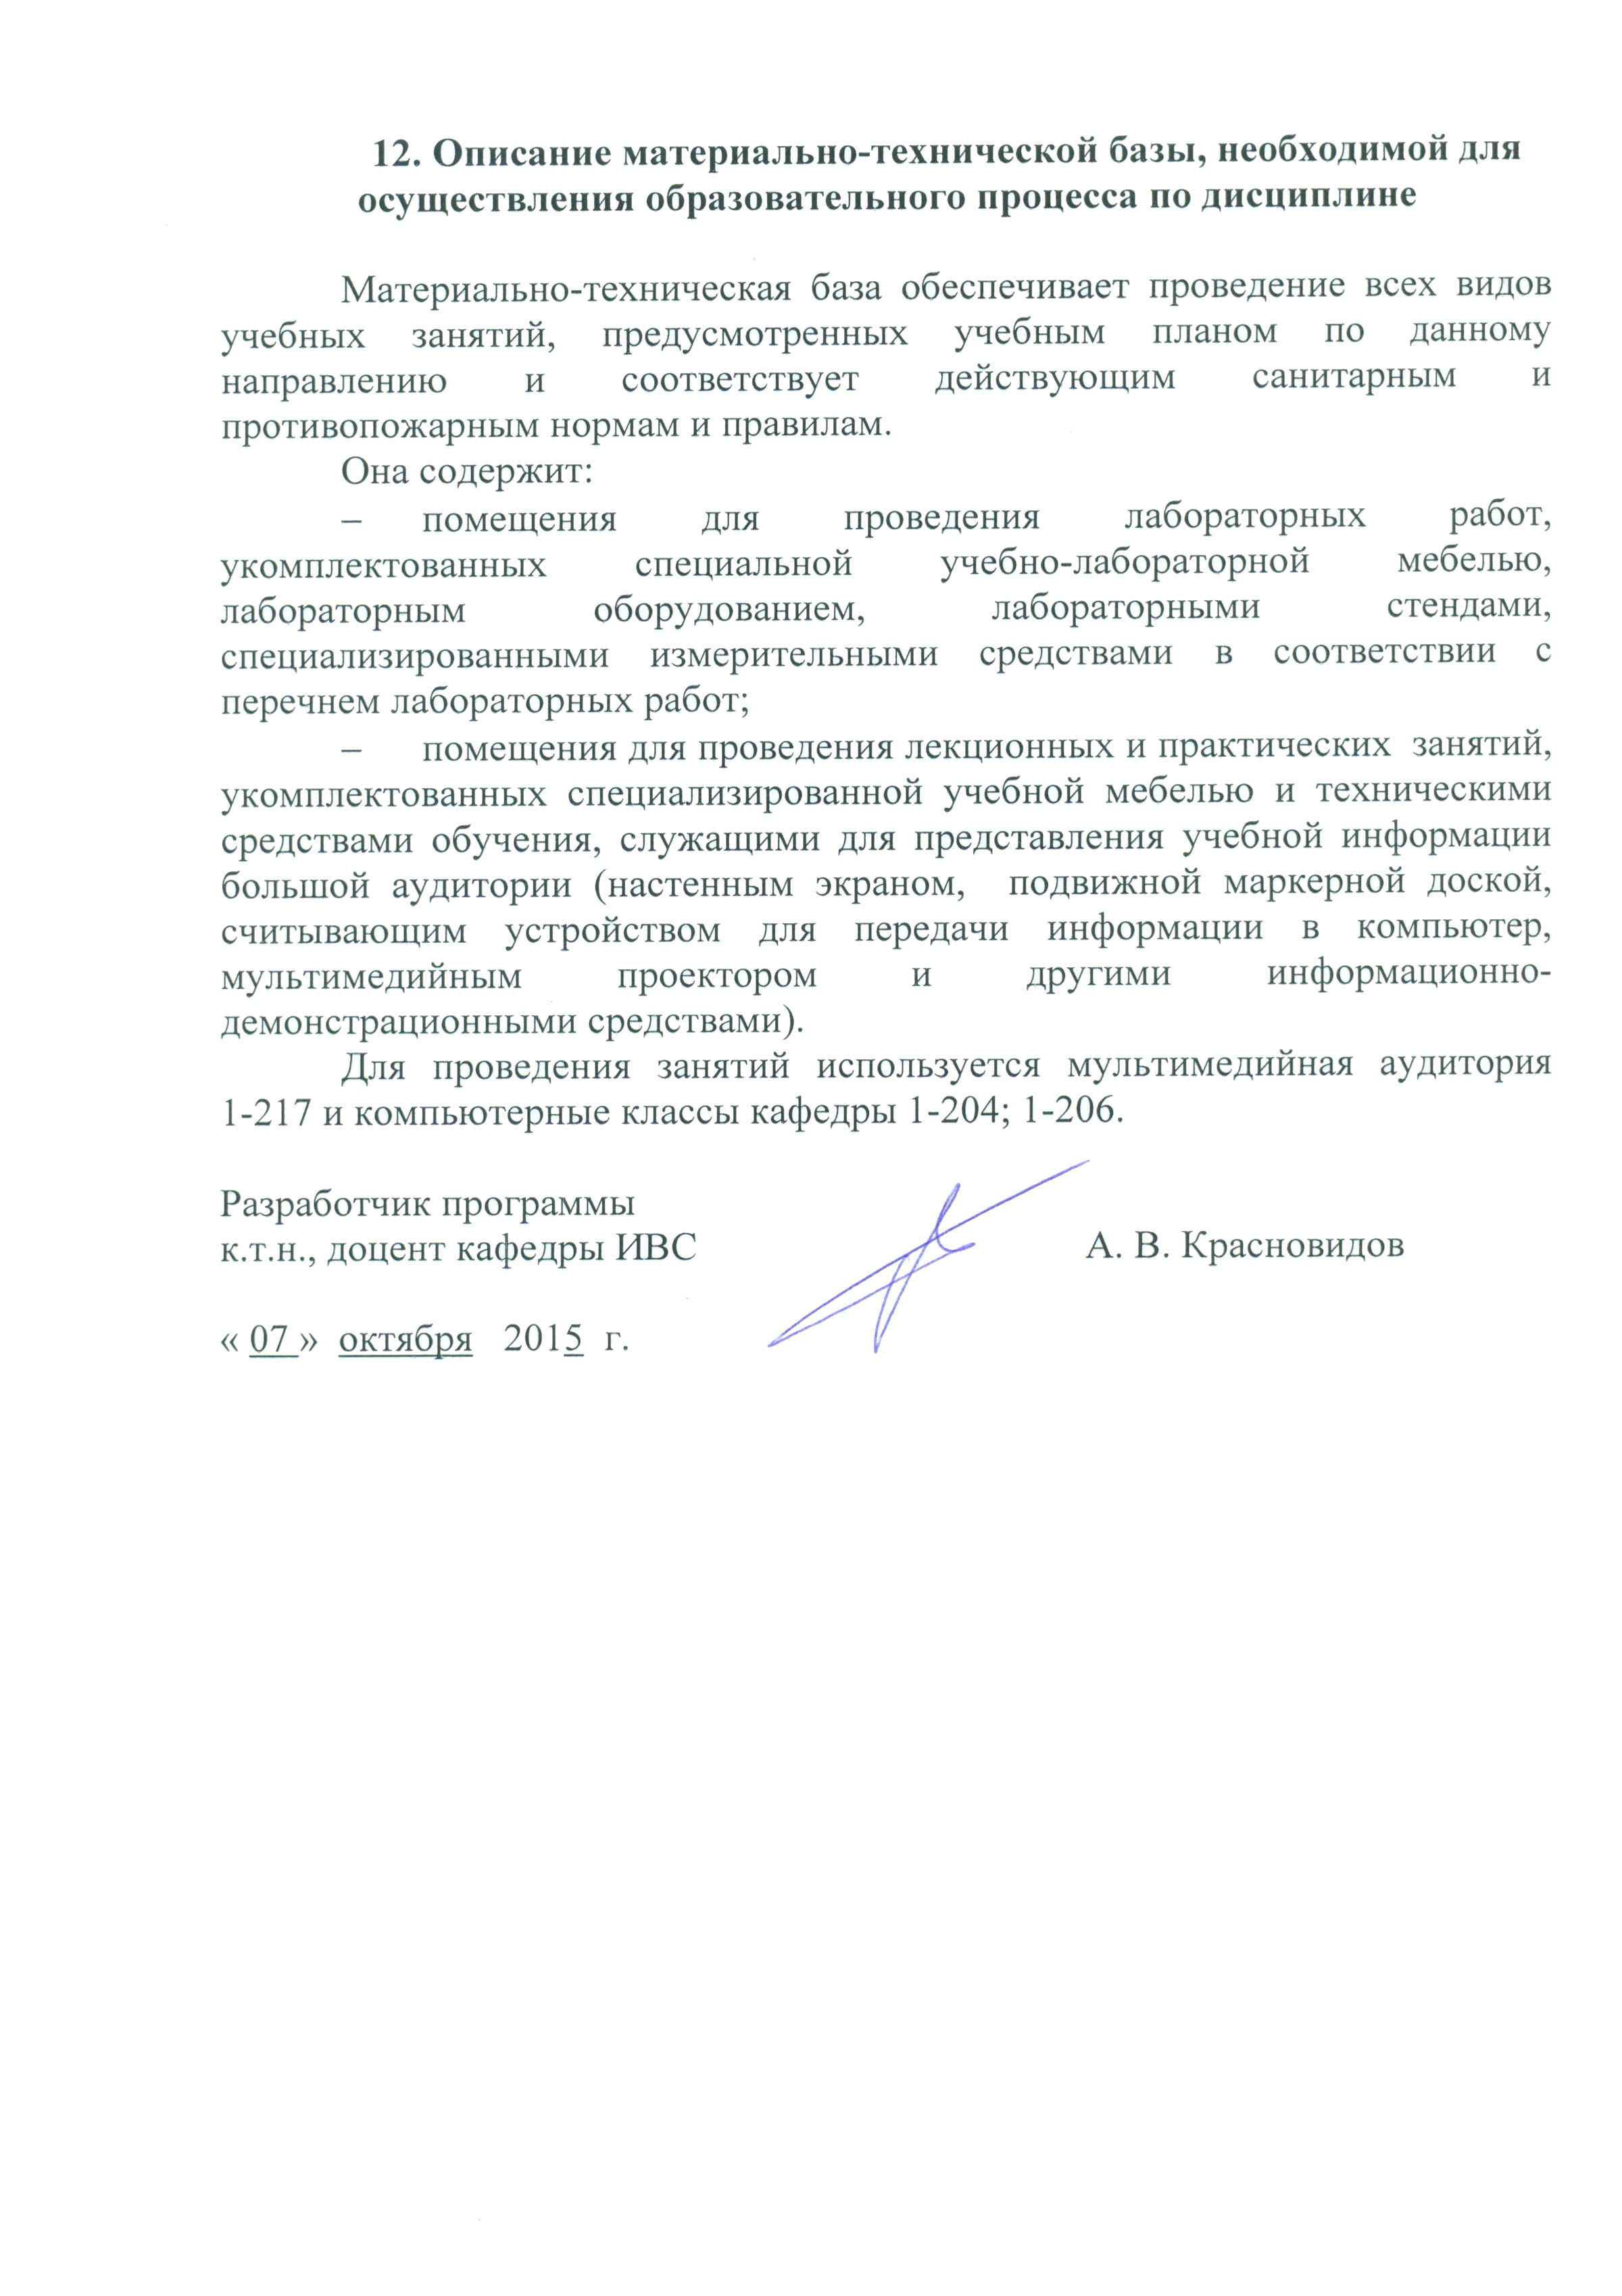 12. Описание материально-технической базы, необходимой для
осуществления образовательного процесса по дисциплине
Материально-техническая база обеспечивает проведение всех видов
учебных занятий, предусмотренных учебным планом по данному
направлению и соответствует действующим санитарным и
противопожарным нормам и правилам.
Она содержит:
– помещения для проведения лабораторных работ,
укомплектованных специальной учебно-лабораторной мебелью,
лабораторным оборудованием, лабораторными стендами,
специализированными измерительными средствами в соответствии с
перечнем лабораторных работ;
– помещения для проведения лекционных и практических занятий,
укомплектованных специализированной учебной мебелью и техническими
средствами обучения, служащими для представления учебной информации
большой аудитории (настенным экраном, подвижной маркерной доской,
считывающим устройством для передачи информации в компьютер,
мультимедийным проектором и другими информационно-
демонстрационными средствами).
Для проведения занятий используется мультимедийная аудитория
1-217 и компьютерные классы кафедры 1-204; 1-206.
Разработчик программы
к.т.н., доцент кафедры ИВС А. В. Красновидов
« 07 » октября 2015 г.